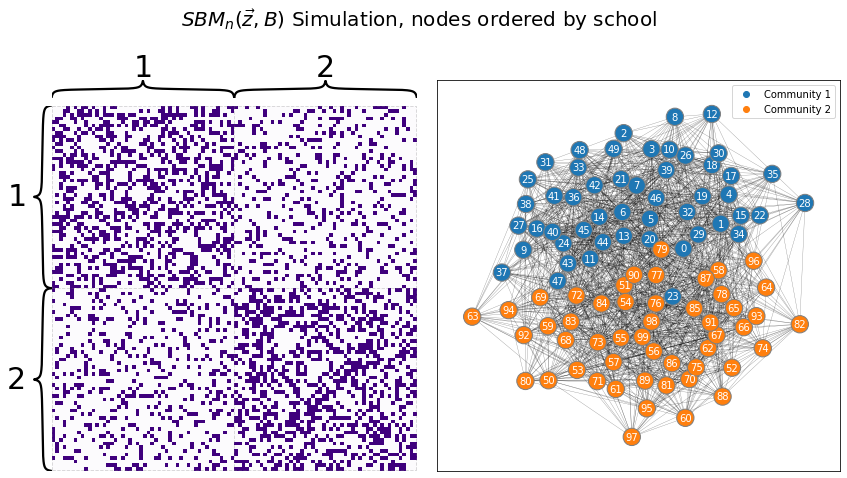 SBMₙ(z⃗, B) Simulation, nodes ordered by school
1 2
1
2
Community 1
Community 2
8 12
2
48 49 3 10 26 30
31 33 39 18
25 42 21 7 17 35
38 41 36 46 19 4 28
14 6 5 32 15 22
27 16 40 45 13 20 29 1 34
9 24 44 79 0
43 11 96
37 47 90 77 87 58
51 64
69 72 84 54 76 23 78
63 94 85 65 93
59 83 98 91 66 82
92 68 73 55 99 67
56 62 74
57 86 75 52
53
80 50 71 61 89 81 70
88
95
60
97